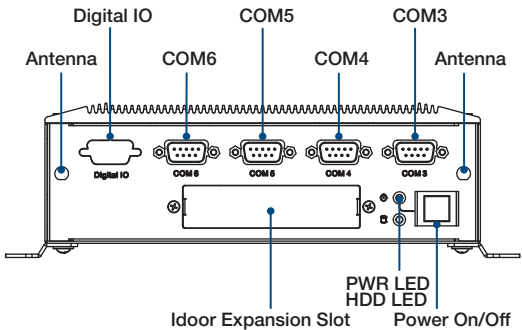 Digital IO COM5 COM3
Antenna COM6 COM4 Antenna
Digital IO COM 6 COM 5 COM 4 COM 3
PWR LED
HDD LED
Idoor Expansion Slot Power On/Off